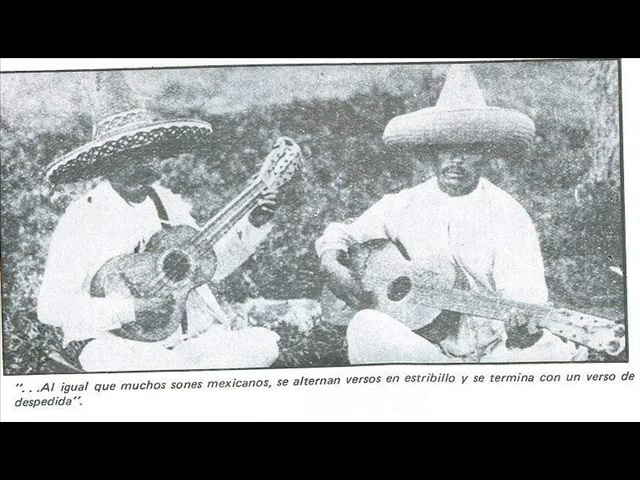 ". . .Al igual que muchos sones mexicanos, se alternan versos en estribillo y se termina con un verso de
despedida".